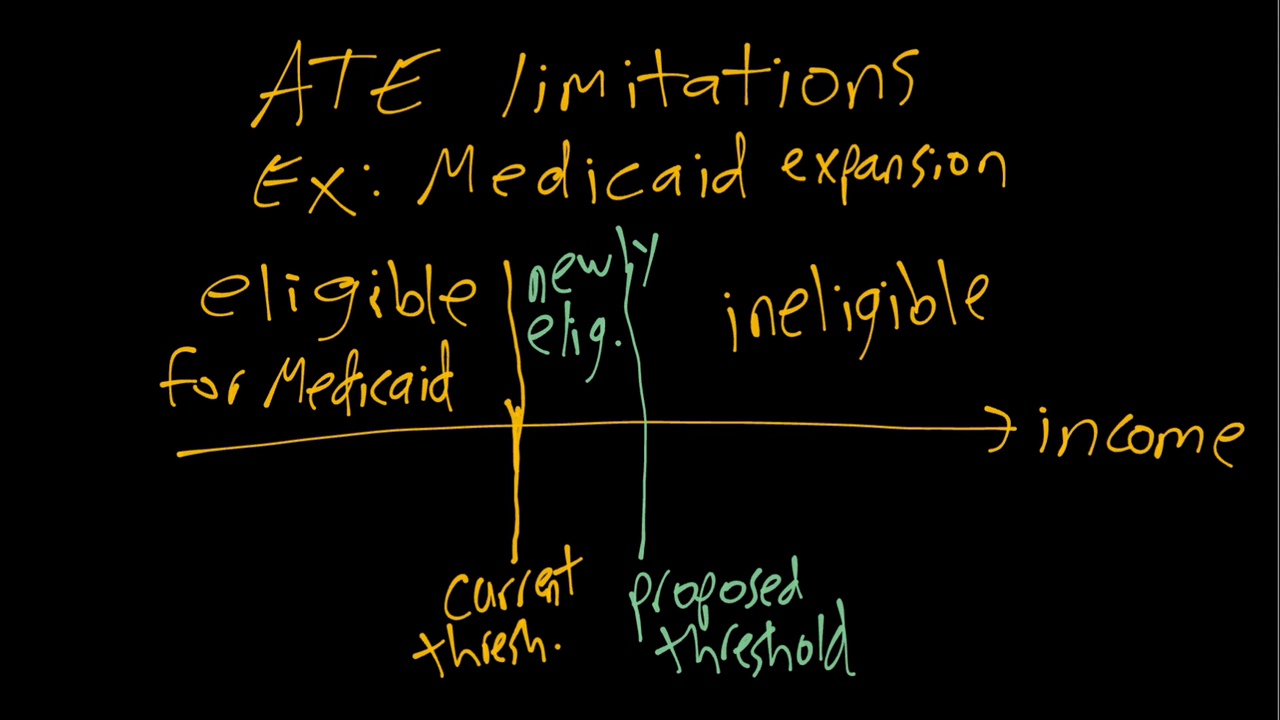 ATE limitations
Ex: Medicaid expansion
eligible
for Medicaid
newly
elig.
ineligible
income
current
thresh.
proposed
threshold